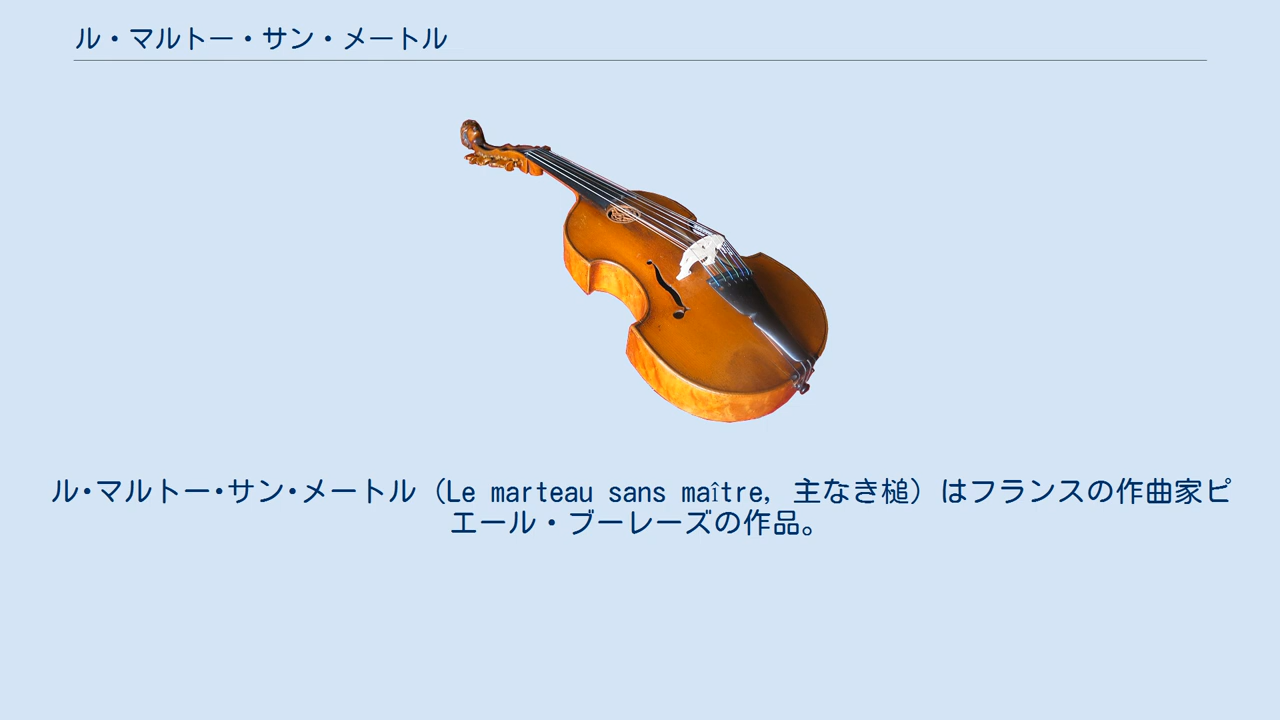 ル・マルトー・サン・メートル
ル・マルトー・サン・メートル（Le marteau sans maître, 主なき槌）はフランスの作曲家ピ
エール・ブーレーズの作品。